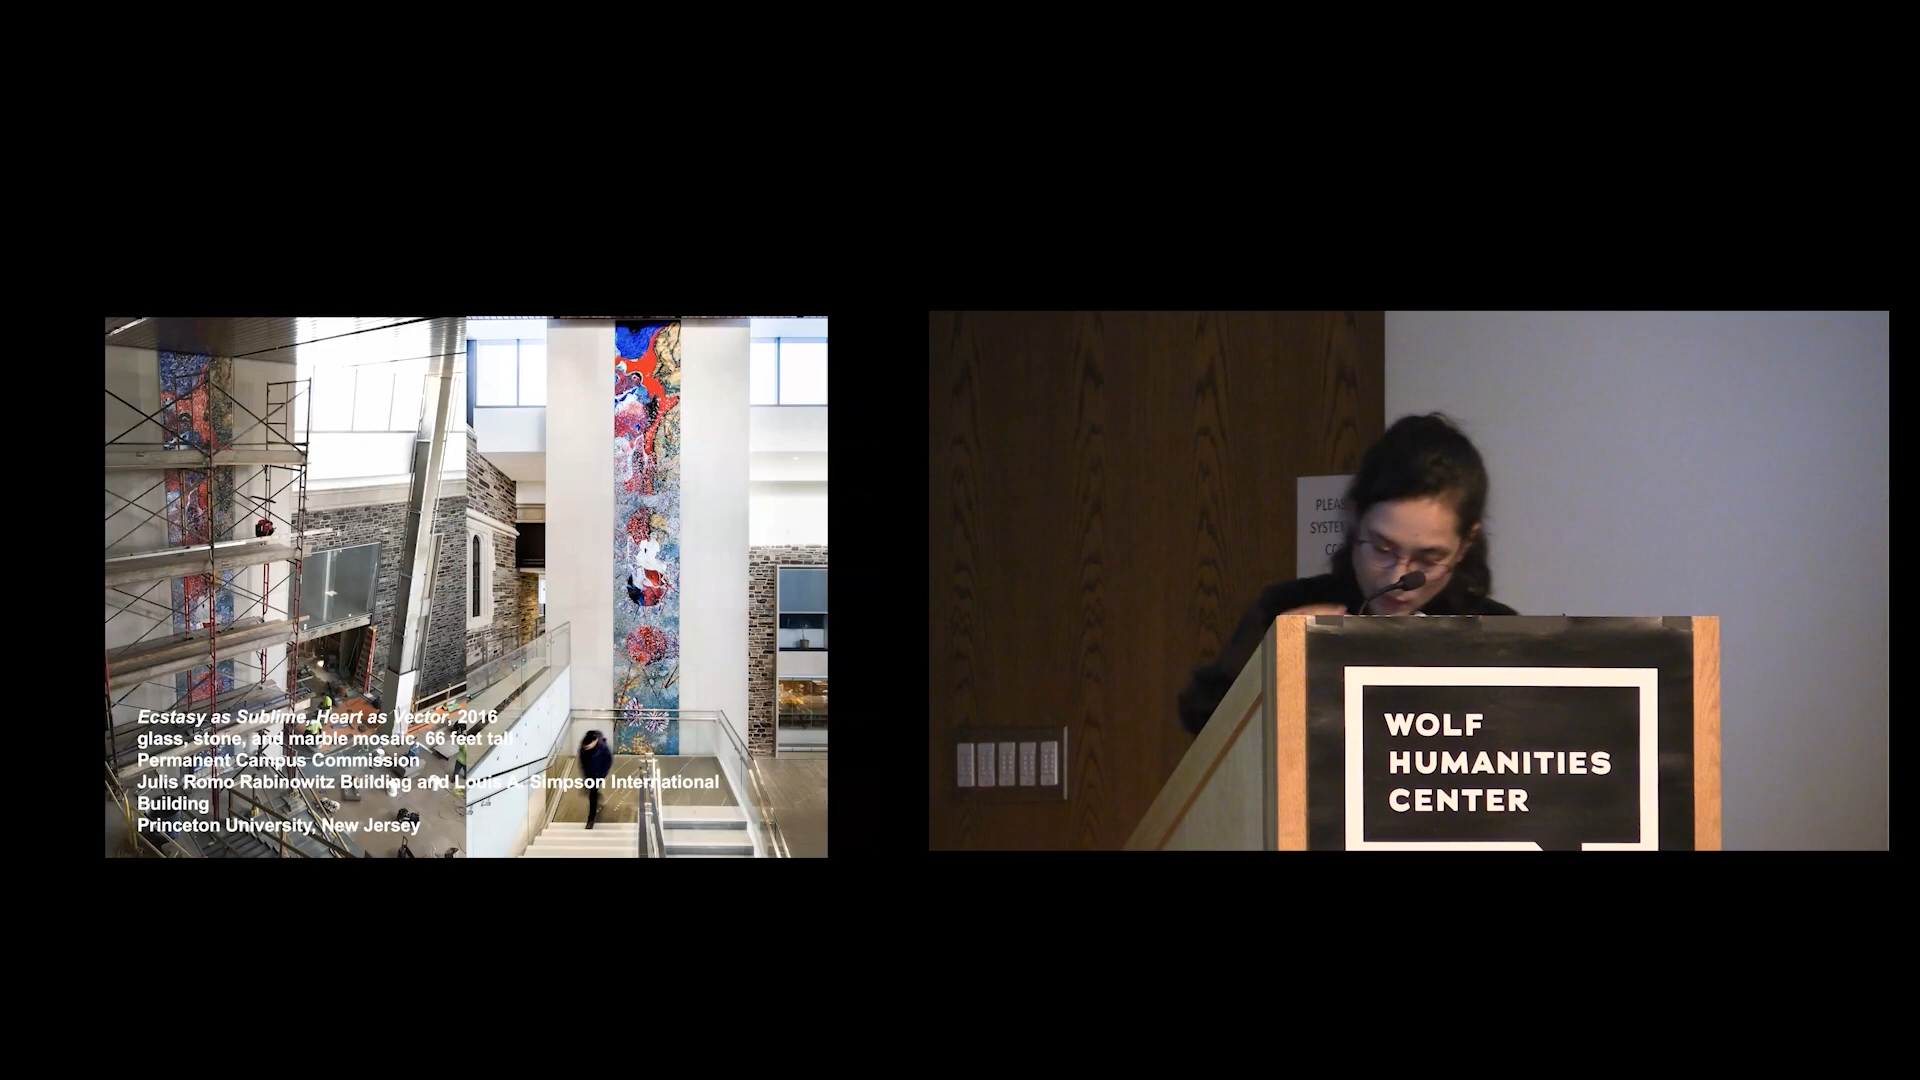 Ecstasy as Sublime, Heart as Vector, 2016
glass, stone, and marble mosaic, 66 feet tall
Permanent Campus Commission
Julis Romo Rabinowitz Building and Louis A. Simpson International
Building
Princeton University, New Jersey
SYSTEM
WOLF
HUMANITIES
CENTER